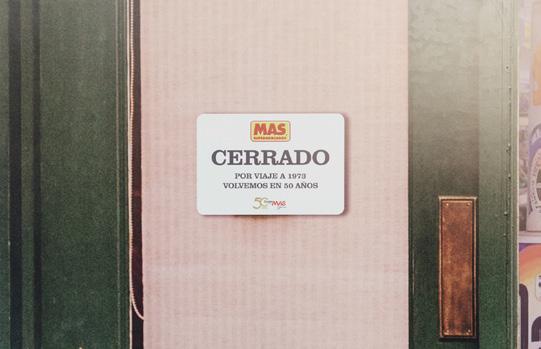 MAS
SUPERMERCADOS
CERRADO
POR VIAJE A 1973
VOLVEMOS EN 50 AÑOS
50
MAS